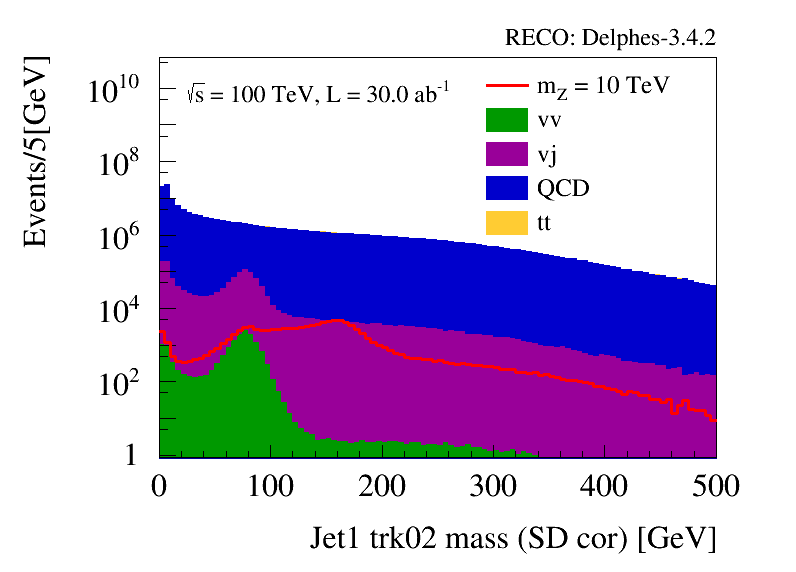 RECO: Delphes-3.4.2
√s = 100 TeV, L = 30.0 ab⁻¹
m_Z = 10 TeV
vv
vj
QCD
tt
Events/5[GeV]
10¹⁰
10⁸
10⁶
10⁴
10²
1
0 100 200 300 400 500
Jet1 trk02 mass (SD cor) [GeV]